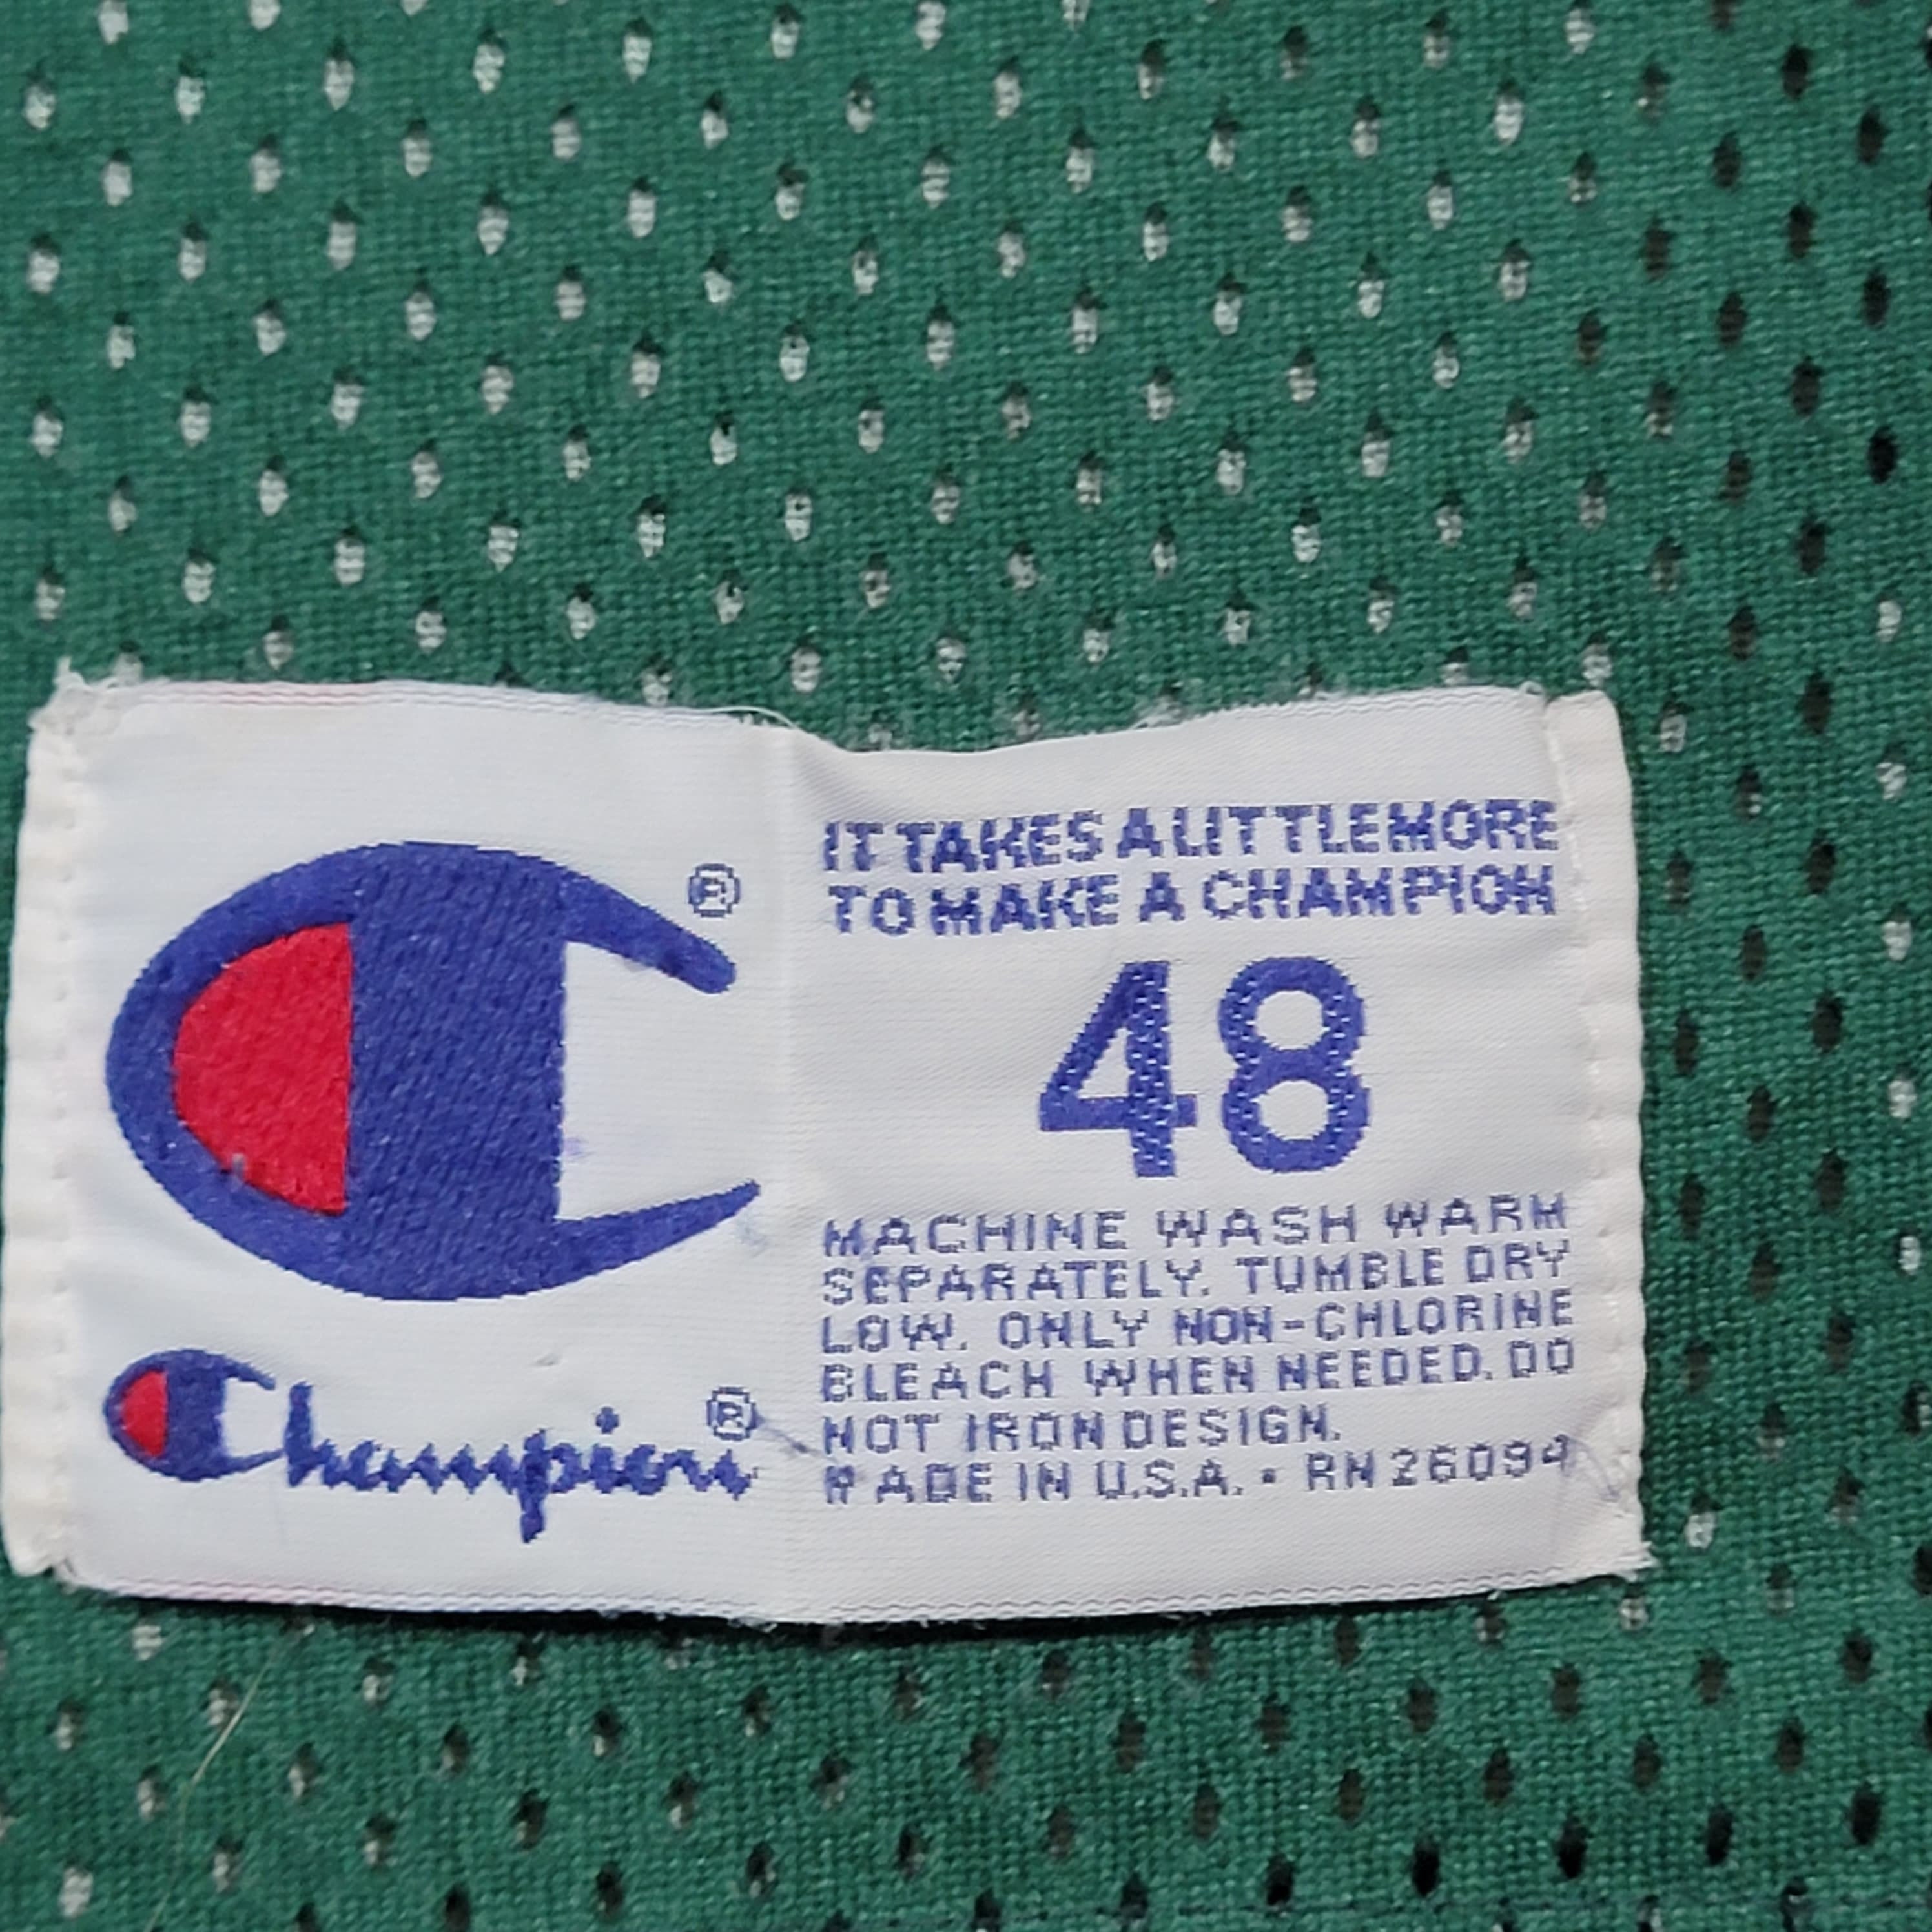 ®
Champion®
IT TAKES A LITTLE MORE
TO MAKE A CHAMPION
48
MACHINE WASH WARM
SEPARATELY. TUMBLE DRY
LOW. ONLY NON-CHLORINE
BLEACH WHEN NEEDED. DO
NOT IRON DESIGN.
MADE IN U.S.A. • RN 26094